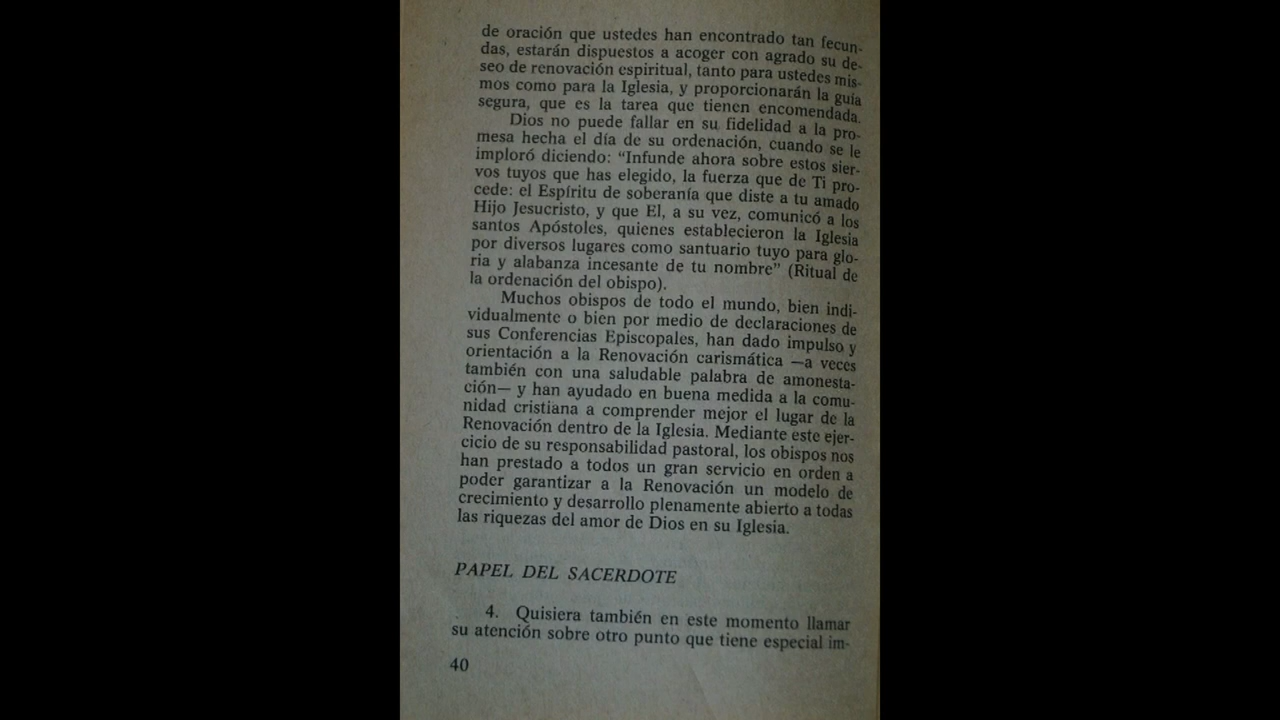 de oración que ustedes han encontrado tan fecun-
das, estarán dispuestos a acoger con agrado su de-
seo de renovación espiritual, tanto para ustedes mis-
mos como para la Iglesia, y proporcionarán la guía
segura, que es la tarea que tienen encomendada.
Dios no puede fallar en su fidelidad a la pro-
mesa hecha el día de su ordenación, cuando se le
imploró diciendo: “Infunde ahora sobre estos sier-
vos tuyos que has elegido, la fuerza que de Ti pro-
cede: el Espíritu de soberanía que diste a tu amado
Hijo Jesucristo, y que El, a su vez, comunicó a los
santos Apóstoles, quienes establecieron la Iglesia
por diversos lugares como santuario tuyo para glo-
ria y alabanza incesante de tu nombre” (Ritual de
la ordenación del obispo).
Muchos obispos de todo el mundo, bien indi-
vidualmente o bien por medio de declaraciones de
sus Conferencias Episcopales, han dado impulso y
orientación a la Renovación carismática —a veces
también con una saludable palabra de amonesta-
ción— y han ayudado en buena medida a la comu-
nidad cristiana a comprender mejor el lugar de la
Renovación dentro de la Iglesia. Mediante este ejer-
cicio de su responsabilidad pastoral, los obispos nos
han prestado a todos un gran servicio en orden a
poder garantizar a la Renovación un modelo de
crecimiento y desarrollo plenamente abierto a todas
las riquezas del amor de Dios en su Iglesia.
PAPEL DEL SACERDOTE
4. Quisiera también en este momento llamar
su atención sobre otro punto que tiene especial im-
40